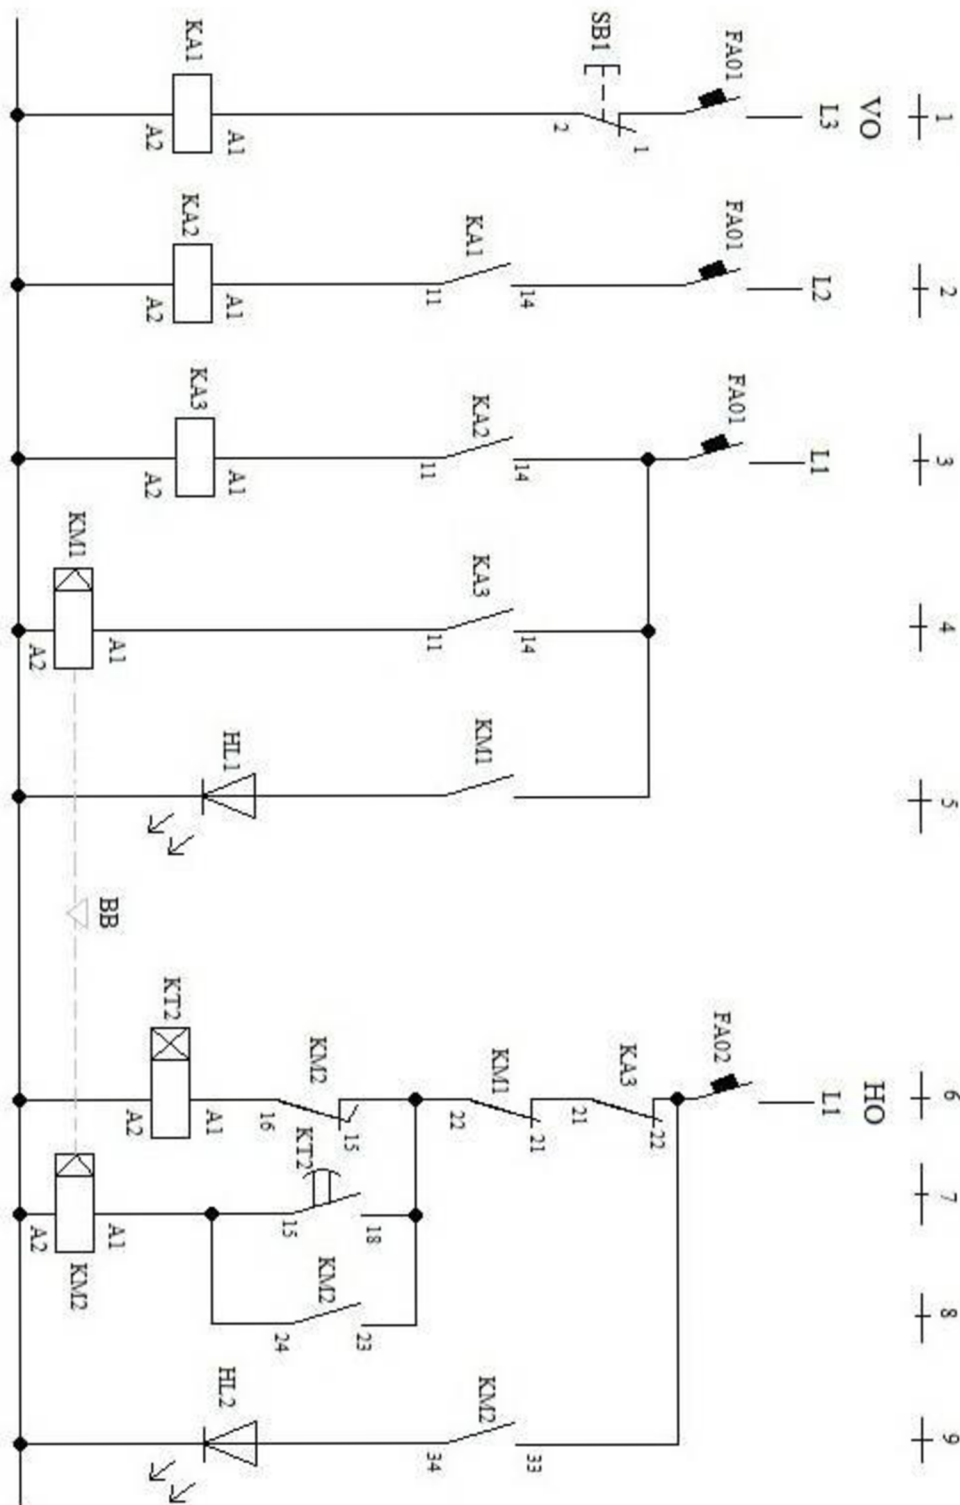 1 2 3 4 5 6 7 8 9
VO HO
L3 L2 L1 L1
FA01 FA01 FA01 FA02
SB1
1
2
KA1 KA2 KA3 KM1 KA3 KM1 KM2
14 14 14 22 21 33
11 11 11 21 22 34
KM2 KT2 KM2
15 18 23
16 15 24
KA1 KA2 KA3 HL1 KT2 HL2
A1 A1 A1 A1
A2 A2 A2 A2
KM1 BB KM2
A1 A1
A2 A2